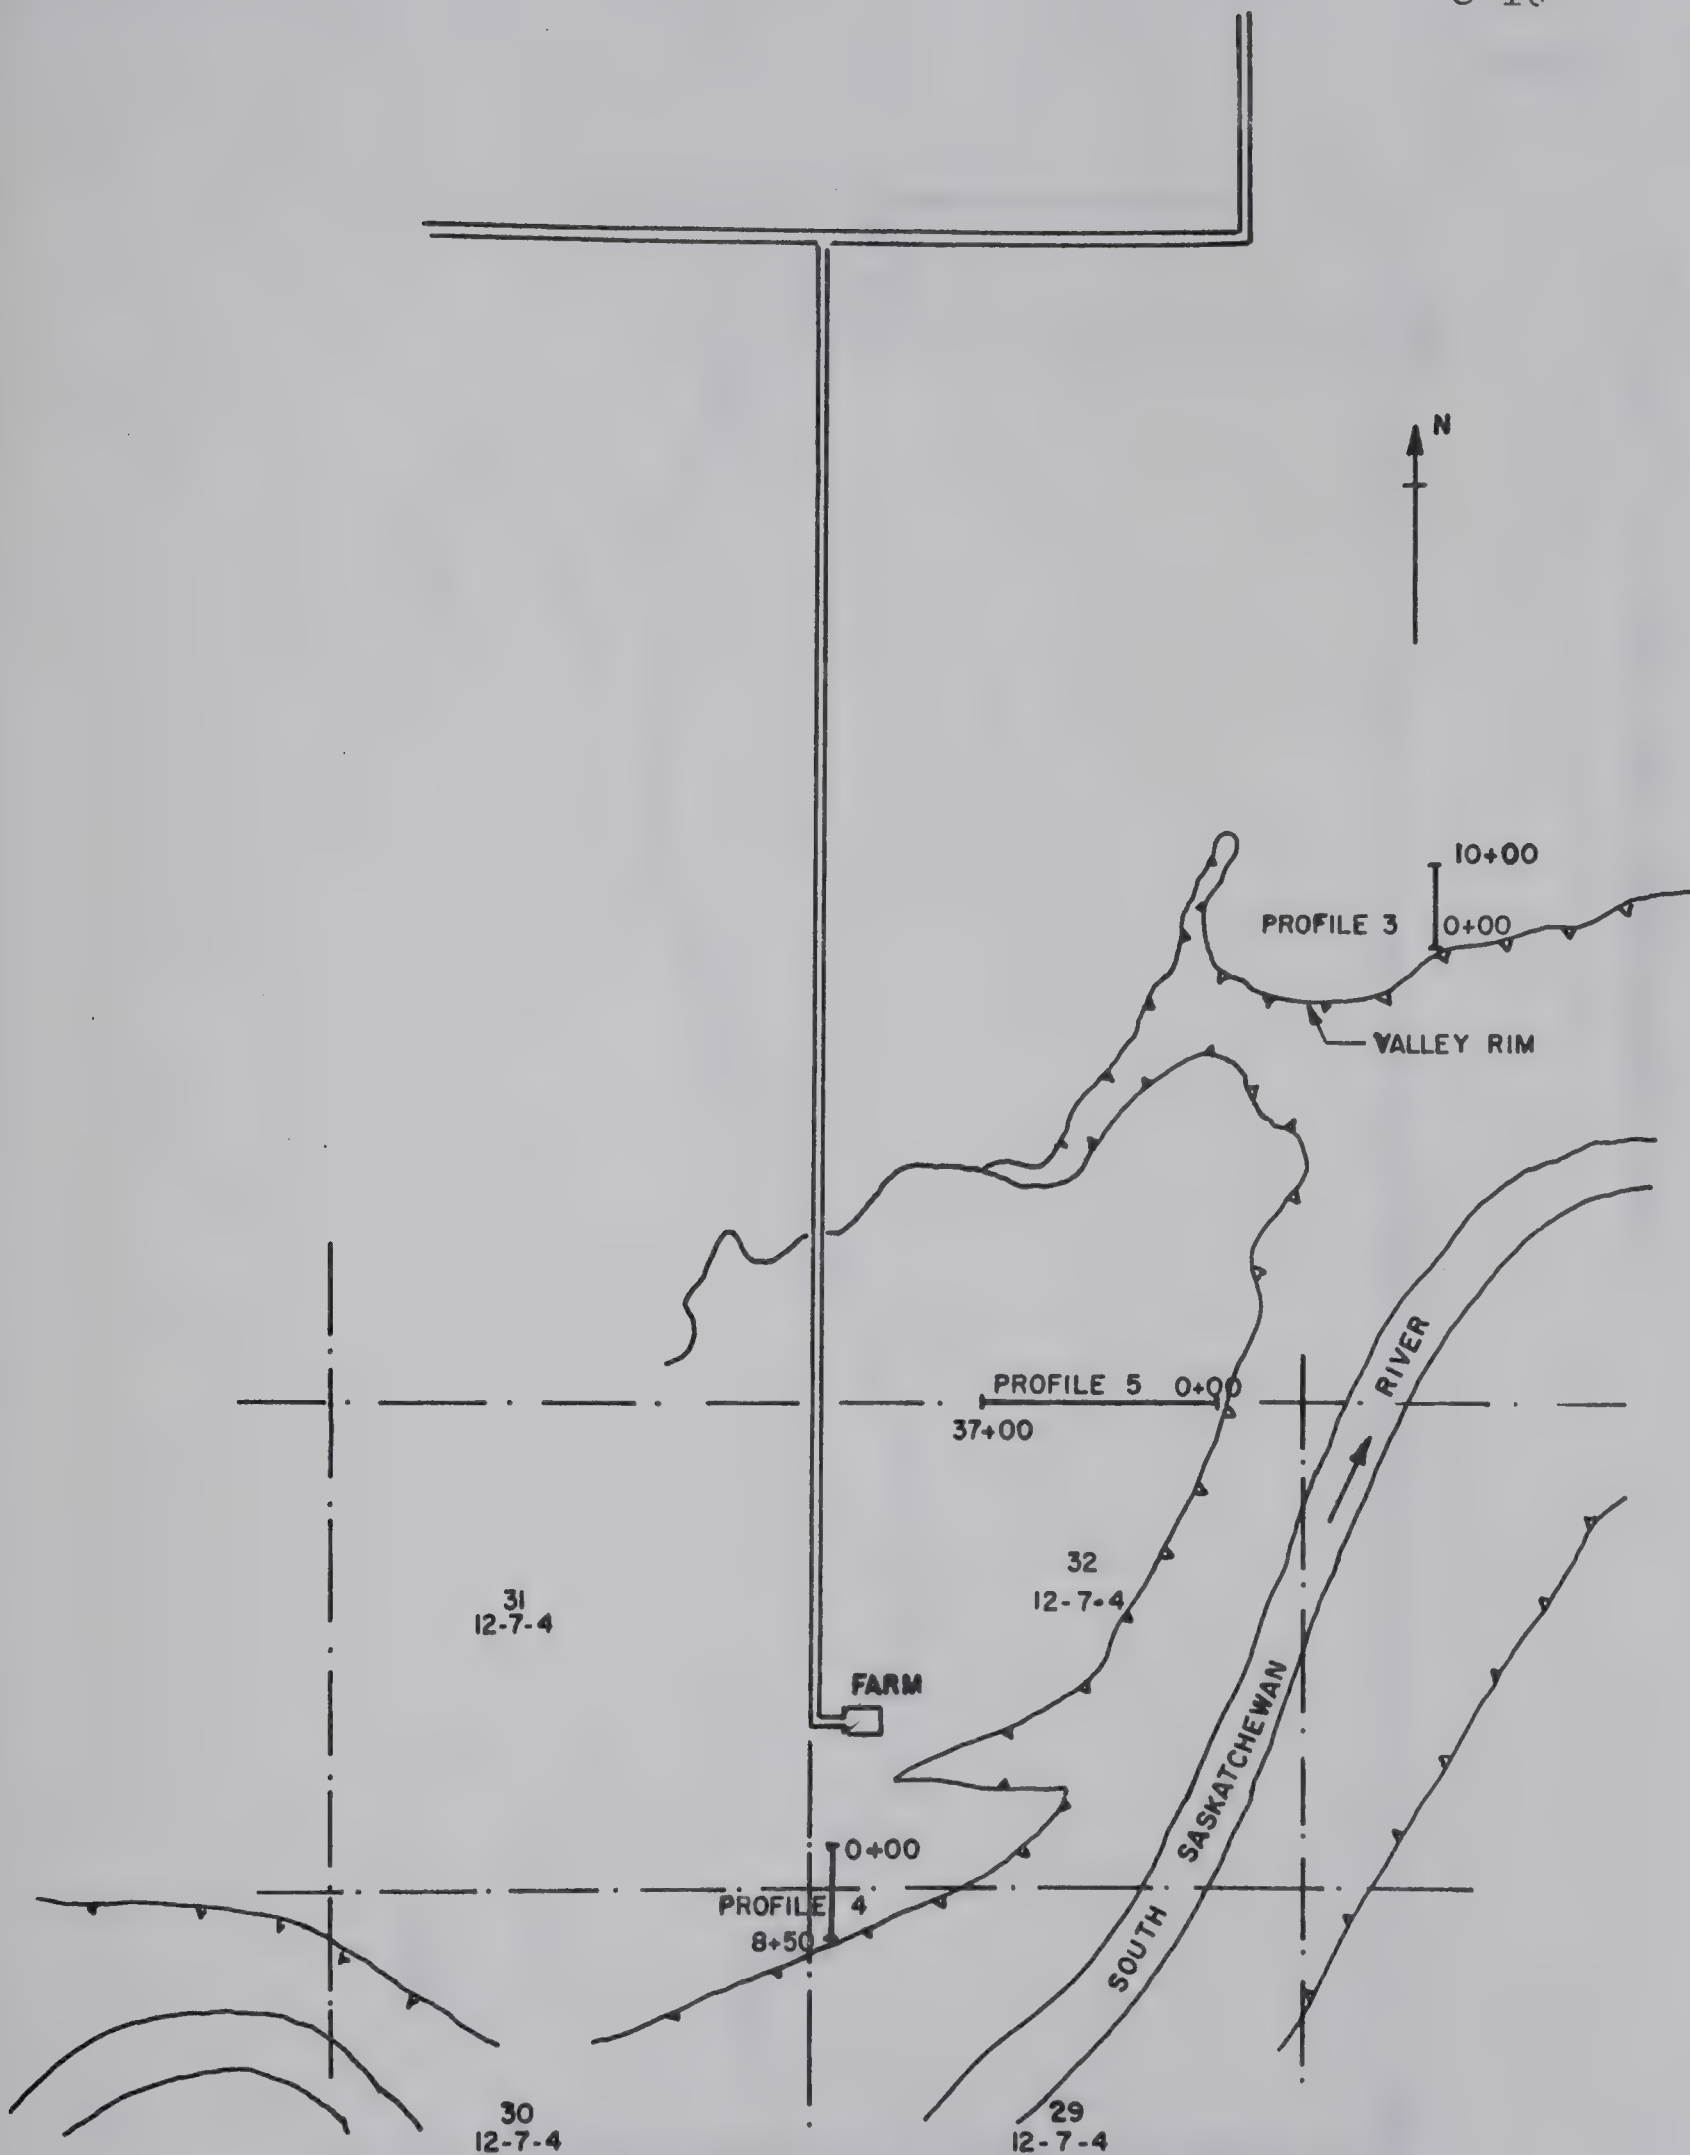 N
10+00
PROFILE 3
0+00
VALLEY RIM
RIVER
PROFILE 5 0+00
37+00
32
12-7-4
31
12-7-4
FARM
SASKATCHEWAN
0+00
PROFILE 4
8+50
SOUTH
30
12-7-4
29
12-7-4